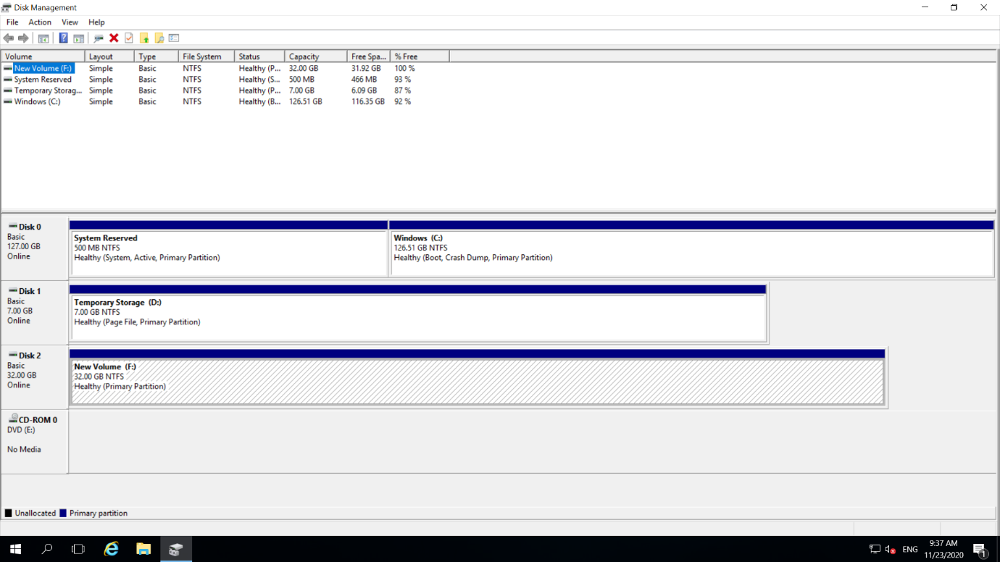 Disk Management
File Action View Help
Volume Layout Type File System Status Capacity Free Spa... % Free
New Volume (F:) Simple Basic NTFS Healthy (P... 32.00 GB 31.92 GB 100 %
System Reserved Simple Basic NTFS Healthy (S... 500 MB 466 MB 93 %
Temporary Storag... Simple Basic NTFS Healthy (P... 7.00 GB 6.09 GB 87 %
Windows (C:) Simple Basic NTFS Healthy (B... 126.51 GB 116.35 GB 92 %
Disk 0
Basic
127.00 GB
Online
System Reserved
500 MB NTFS
Healthy (System, Active, Primary Partition)
Windows (C:)
126.51 GB NTFS
Healthy (Boot, Crash Dump, Primary Partition)
Disk 1
Basic
7.00 GB
Online
Temporary Storage (D:)
7.00 GB NTFS
Healthy (Page File, Primary Partition)
Disk 2
Basic
32.00 GB
Online
New Volume (F:)
32.00 GB NTFS
Healthy (Primary Partition)
CD-ROM 0
DVD (E:)
No Media
Unallocated Primary partition
ENG
9:37 AM
11/23/2020
1